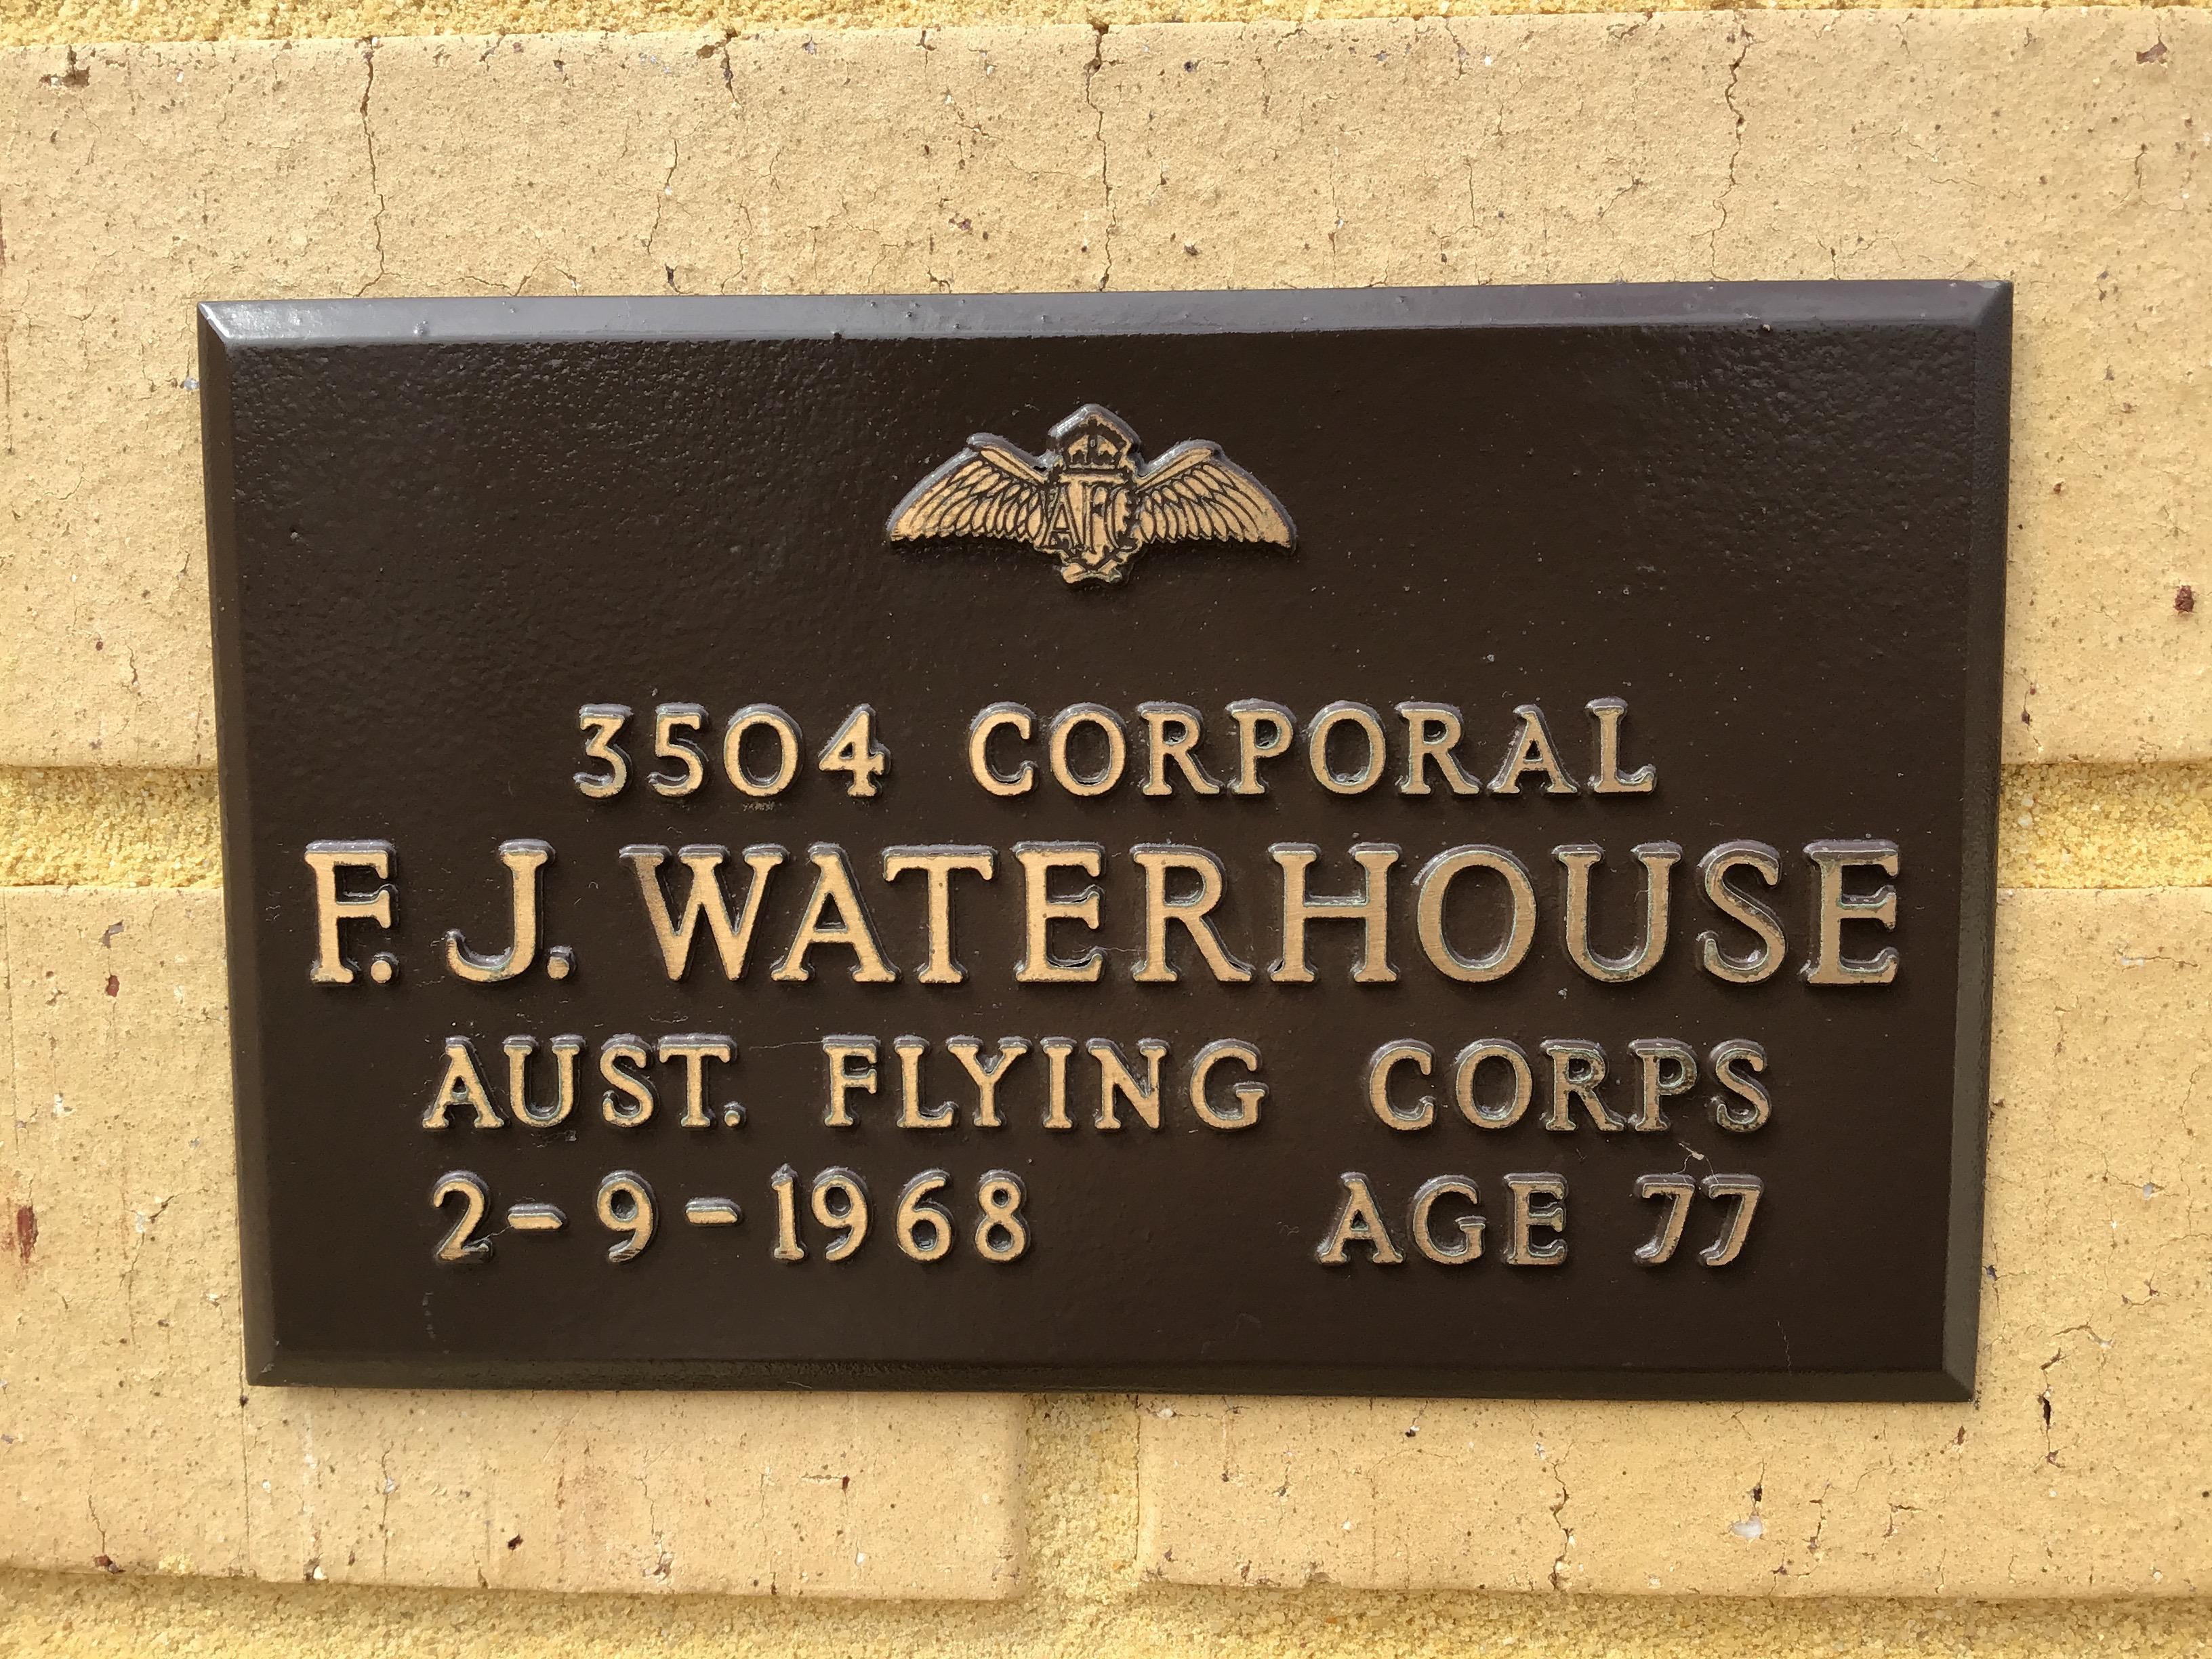 AFC
3504 CORPORAL
F. J. WATERHOUSE
AUST. FLYING CORPS
2-9-1968 AGE 77